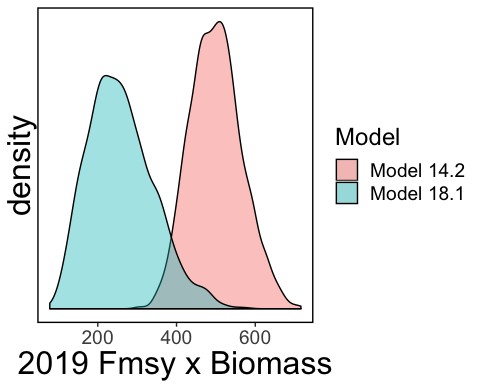 density
200 400 600
2019 Fmsy x Biomass
Model
Model 14.2
Model 18.1